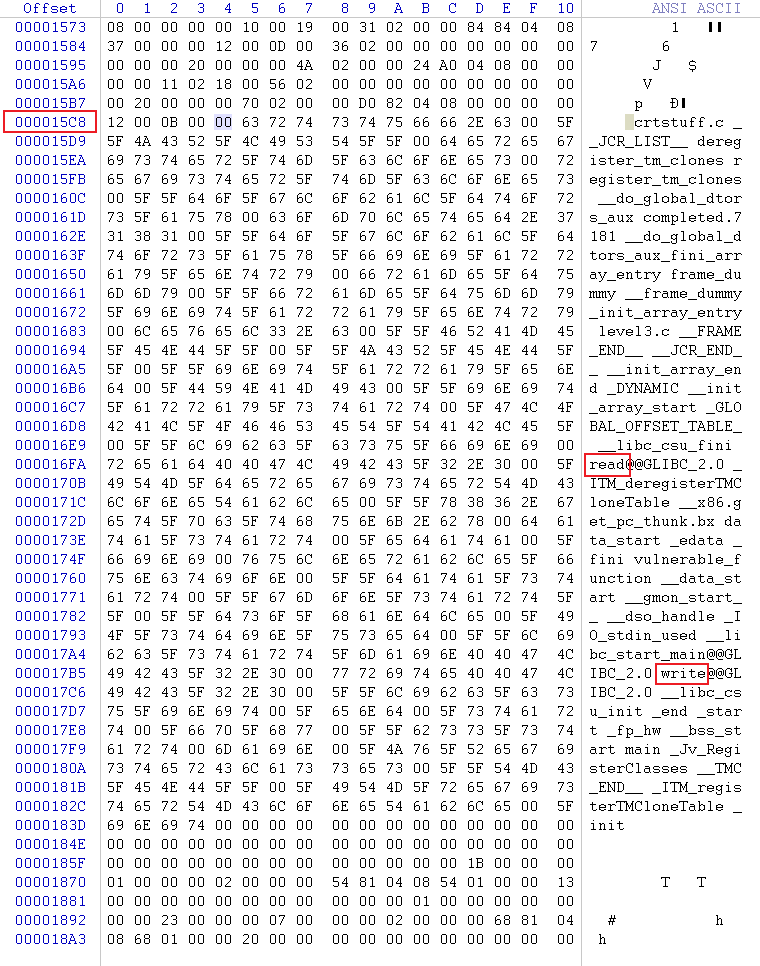 Offset 0 1 2 3 4 5 6 7 8 9 A B C D E F 10 ANSI ASCII
00001573 08 00 00 00 10 00 19 00 31 02 00 00 00 84 84 04 08 1
00001584 37 00 00 00 12 00 0D 00 36 02 00 00 00 00 00 00 00 7 6
00001595 00 00 00 20 00 00 00 4A 02 00 00 24 A0 04 08 00 00 J $
000015A6 00 00 11 02 18 00 56 02 00 00 00 00 00 00 00 00 00 V
000015B7 00 20 00 00 00 70 02 00 00 D0 82 04 08 00 00 00 00 p Ð
000015C8 12 00 0B 00 00 63 72 74 73 74 75 66 66 2E 63 00 5F crtstuff.c _
000015D9 5F 4A 43 52 5F 4C 49 53 54 5F 5F 00 64 65 72 65 67 _JCR_LIST__ dereg
000015EA 69 73 74 65 72 5F 74 6D 5F 63 6C 6F 6E 65 73 00 72 ister_tm_clones r
000015FB 65 67 69 73 74 65 72 5F 74 6D 5F 63 6C 6F 6E 65 73 egister_tm_clones
0000160C 00 5F 5F 64 6F 5F 67 6C 6F 62 61 6C 5F 64 74 6F 72 __do_global_dtor
0000161D 73 5F 61 75 78 00 63 6F 6D 70 6C 65 74 65 64 2E 37 s_aux completed.7
0000162E 31 38 31 00 5F 5F 64 6F 5F 67 6C 6F 62 61 6C 5F 64 181 __do_global_d
0000163F 74 6F 72 73 5F 61 75 78 5F 66 69 6E 69 5F 61 72 72 tors_aux_fini_arr
00001650 61 79 5F 65 6E 74 72 79 00 66 72 61 6D 65 5F 64 75 ay_entry frame_du
00001661 6D 6D 79 00 5F 5F 66 72 61 6D 65 5F 64 75 6D 6D 79 mmy __frame_dummy
00001672 5F 69 6E 69 74 5F 61 72 72 61 79 5F 65 6E 74 72 79 _init_array_entry
00001683 00 6C 65 76 65 6C 33 2E 63 00 5F 5F 46 52 41 4D 45 level3.c __FRAME
00001694 5F 45 4E 44 5F 5F 00 5F 5F 4A 43 52 5F 45 4E 44 5F _END__ __JCR_END_
000016A5 5F 00 5F 5F 69 6E 69 74 5F 61 72 72 61 79 5F 65 6E _ __init_array_en
000016B6 64 00 5F 44 59 4E 41 4D 49 43 00 5F 5F 69 6E 69 74 d _DYNAMIC __init
000016C7 5F 61 72 72 61 79 5F 73 74 61 72 74 00 5F 47 4C 4F _array_start _GLO
000016D8 42 41 4C 5F 4F 46 46 53 45 54 5F 54 41 42 4C 45 5F BAL_OFFSET_TABLE_
000016E9 00 5F 5F 6C 69 62 63 5F 63 73 75 5F 66 69 6E 69 00 __libc_csu_fini
000016FA 72 65 61 64 40 40 47 4C 49 42 43 5F 32 2E 30 00 5F read@@GLIBC_2.0 _
0000170B 49 54 4D 5F 64 65 72 65 67 69 73 74 65 72 54 4D 43 ITM_deregisterTMC
0000171C 6C 6F 6E 65 54 61 62 6C 65 00 5F 5F 78 38 36 2E 67 loneTable __x86.g
0000172D 65 74 5F 70 63 5F 74 68 75 6E 6B 2E 62 78 00 64 61 et_pc_thunk.bx da
0000173E 74 61 5F 73 74 61 72 74 00 5F 65 64 61 74 61 00 5F ta_start _edata _
0000174F 66 69 6E 69 00 76 75 6C 6E 65 72 61 62 6C 65 5F 66 fini vulnerable_f
00001760 75 6E 63 74 69 6F 6E 00 5F 5F 64 61 74 61 5F 73 74 unction __data_st
00001771 61 72 74 00 5F 5F 67 6D 6F 6E 5F 73 74 61 72 74 5F art __gmon_start_
00001782 5F 00 5F 5F 64 73 6F 5F 68 61 6E 64 6C 65 00 5F 49 _ __dso_handle _I
00001793 4F 5F 73 74 64 69 6E 5F 75 73 65 64 00 5F 5F 6C 69 O_stdin_used __li
000017A4 62 63 5F 73 74 61 72 74 5F 6D 61 69 6E 40 40 47 4C bc_start_main@@GL
000017B5 49 42 43 5F 32 2E 30 00 77 72 69 74 65 40 40 47 4C IBC_2.0 write@@GL
000017C6 49 42 43 5F 32 2E 30 00 5F 5F 6C 69 62 63 5F 63 73 IBC_2.0 __libc_cs
000017D7 75 5F 69 6E 69 74 00 5F 65 6E 64 00 5F 73 74 61 72 u_init _end _star
000017E8 74 00 5F 66 70 5F 68 77 00 5F 5F 62 73 73 5F 73 74 t _fp_hw __bss_st
000017F9 61 72 74 00 6D 61 69 6E 00 5F 4A 76 5F 52 65 67 69 art main _Jv_Regi
0000180A 73 74 65 72 43 6C 61 73 73 65 73 00 5F 5F 54 4D 43 sterClasses __TMC
0000181B 5F 45 4E 44 5F 5F 00 5F 49 54 4D 5F 72 65 67 69 73 _END__ _ITM_regis
0000182C 74 65 72 54 4D 43 6C 6F 6E 65 54 61 62 6C 65 00 5F terTMCloneTable _
0000183D 69 6E 69 74 00 00 00 00 00 00 00 00 00 00 00 00 00 init
0000184E 00 00 00 00 00 00 00 00 00 00 00 00 00 00 00 00 00
0000185F 00 00 00 00 00 00 00 00 00 00 00 00 00 1B 00 00 00
00001870 01 00 00 00 02 00 00 00 54 81 04 08 54 01 00 00 13 T T
00001881 00 00 00 00 00 00 00 00 00 00 00 01 00 00 00 00 00
00001892 00 00 23 00 00 00 07 00 00 00 02 00 00 00 68 81 04 # h
000018A3 08 68 01 00 00 20 00 00 00 00 00 00 00 00 00 00 00 h